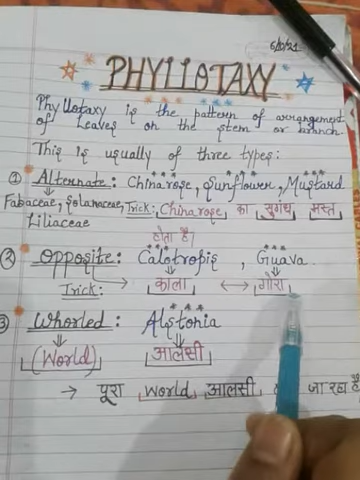 6/10/21
PHYLLOTAXY
Phyllotaxy is the pattern of arrangement
of Leaves on the stem or branch.
This is usually of three types:
① Alternate: China rose, Sunflower, Mustard
Fabaceae, Solanaceae, Trick: China rose का सुगंध मस्त
Liliaceae
होता है।
② Opposite: Calotropis , Guava
Trick: → काला ↔ गोरा
③ Whorled: Alstonia
(World) आलसी
→ पूरा World आलसी जा रहा है